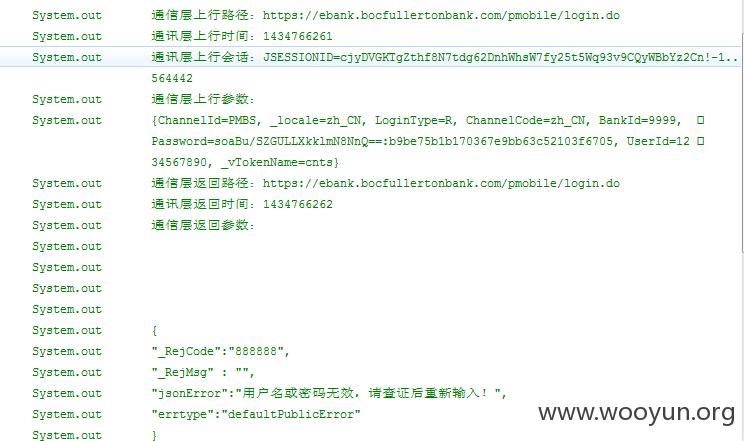 System.out 通信层上行路径：https://ebank.bocfullertonbank.com/pmobile/login.do
System.out 通讯层上行时间：1434766261
System.out 通讯层上行会话：JSESSIONID=cjyDVGKTgZthf8N7tdg62DnhWhsW7fy25t5Wq93v9CQyWBbYz2Cn!-1..
564442
System.out 通信层上行参数：
System.out {ChannelId=PMBS, _locale=zh_CN, LoginType=R, ChannelCode=zh_CN, BankId=9999,
Password=soaBu/SZGULLXkklmN8NnQ==:b9be75b1b170367e9bb63c52103f6705, UserId=12
34567890, _vTokenName=cnts}
System.out 通信层返回路径：https://ebank.bocfullertonbank.com/pmobile/login.do
System.out 通讯层返回时间：1434766262
System.out 通信层返回参数：
System.out
System.out
System.out
System.out
System.out {
System.out "_RejCode":"888888",
System.out "_RejMsg" : "",
System.out "jsonError":"用户名或密码无效，请查证后重新输入！",
System.out "errtype":"defaultPublicError"
System.out }
www.wooyun.org